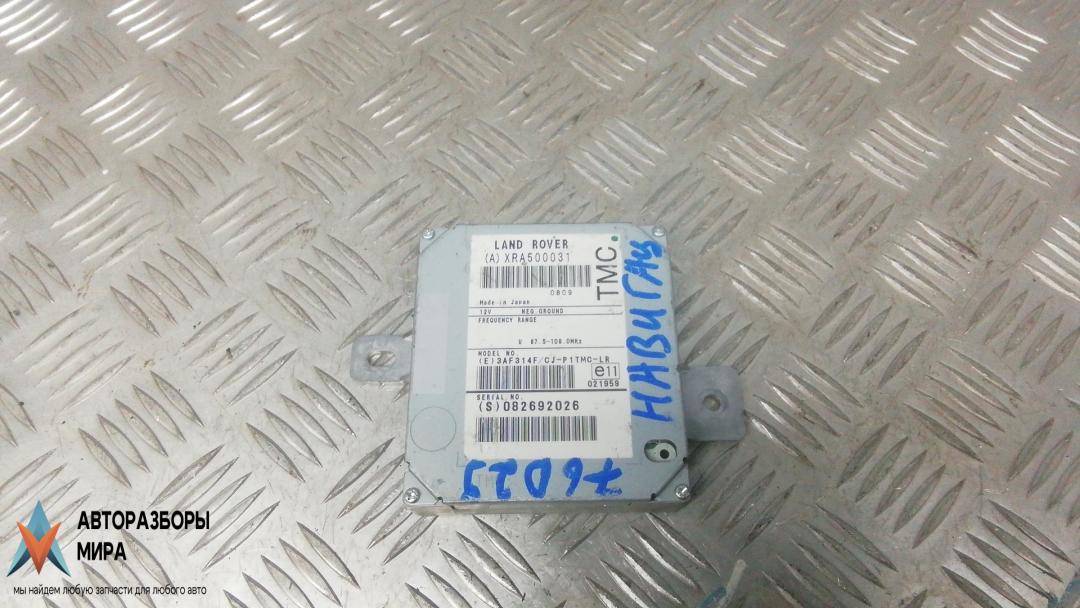 LAND ROVER
(A) XRA500031
TMC.
0809
Made in Japan
12V NEG.GROUND
FREQUENCY RANGE
U 87.5-108.0MHz
MODEL NO.
(E)3AF314F/CJ-P1TMC-LR
e11
021959
SERIAL NO.
(S)082692026
НАВИГАЦ
АВТОРАЗБОРЫ
МИРА
мы найдем любую запчасти для любого авто